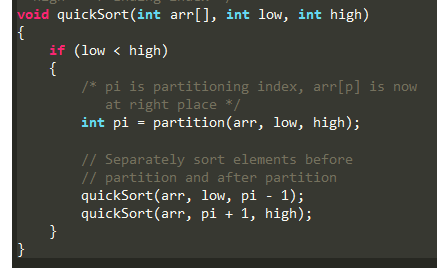 void quickSort(int arr[], int low, int high)
{
    if (low < high)
    {
        /* pi is partitioning index, arr[p] is now
           at right place */
        int pi = partition(arr, low, high);

        // Separately sort elements before
        // partition and after partition
        quickSort(arr, low, pi - 1);
        quickSort(arr, pi + 1, high);
    }
}